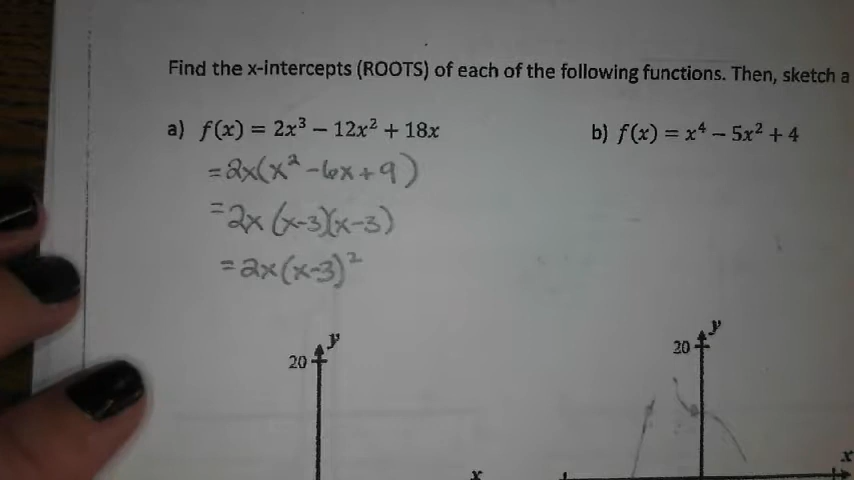 Find the x-intercepts (ROOTS) of each of the following functions. Then, sketch a
a) f(x) = 2x³ − 12x² + 18x
= 2x(x² - 6x + 9)
= 2x (x-3)(x-3)
= 2x(x-3)²
b) f(x) = x⁴ − 5x² + 4
20 y
x
20 y
x